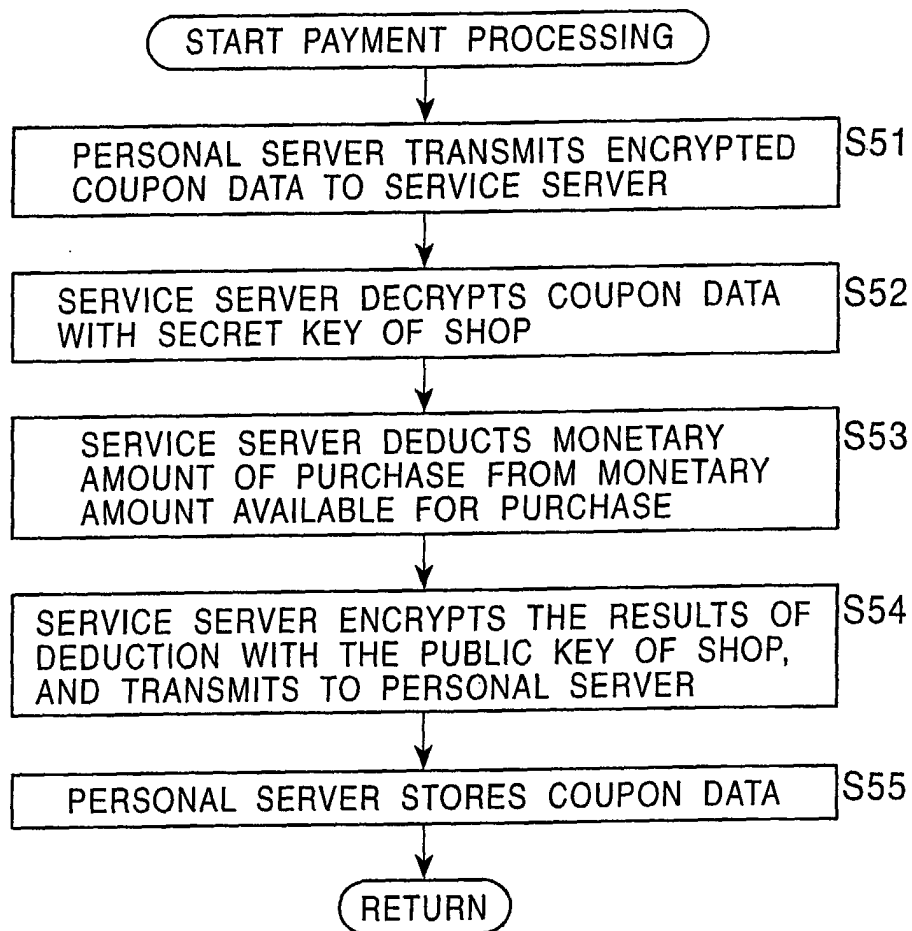 START PAYMENT PROCESSING
PERSONAL SERVER TRANSMITS ENCRYPTED S51
COUPON DATA TO SERVICE SERVER
SERVICE SERVER DECRYPTS COUPON DATA S52
WITH SECRET KEY OF SHOP
SERVICE SERVER DEDUCTS MONETARY S53
AMOUNT OF PURCHASE FROM MONETARY
AMOUNT AVAILABLE FOR PURCHASE
SERVICE SERVER ENCRYPTS THE RESULTS OF S54
DEDUCTION WITH THE PUBLIC KEY OF SHOP,
AND TRANSMITS TO PERSONAL SERVER
PERSONAL SERVER STORES COUPON DATA S55
RETURN